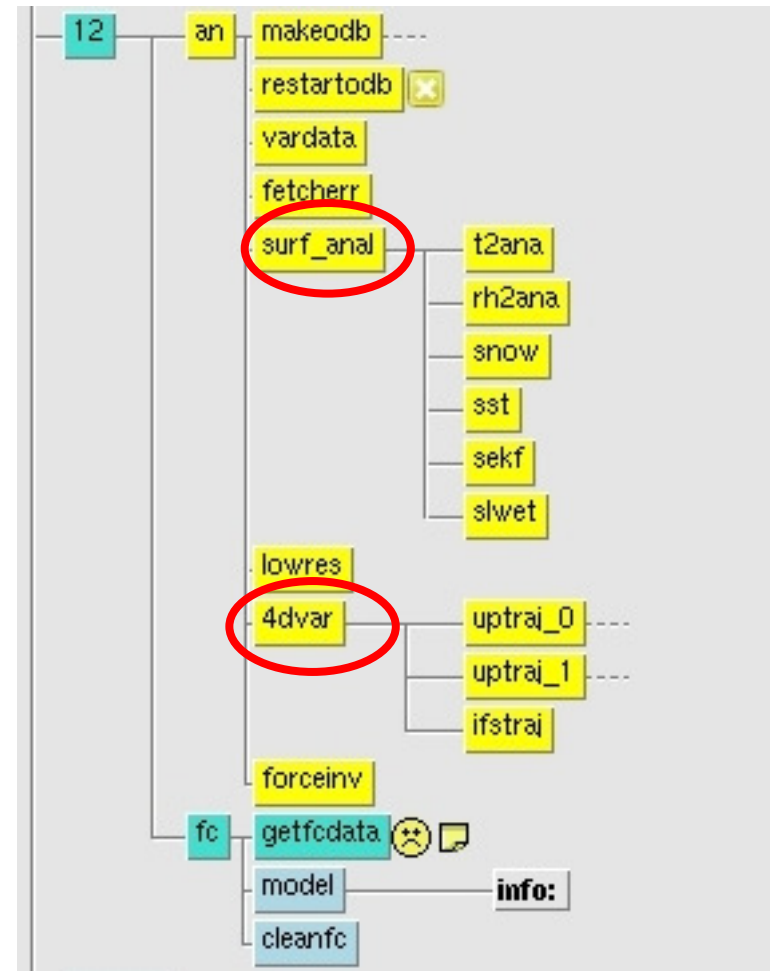 12 an makeodb
restartodb
vardata
fetcherr
surf_anal t2ana
rh2ana
snow
sst
sekf
slwet
lowres
4dvar uptraj_0
uptraj_1
ifstraj
forceinv
fc getfcdata
model info:
cleanfc